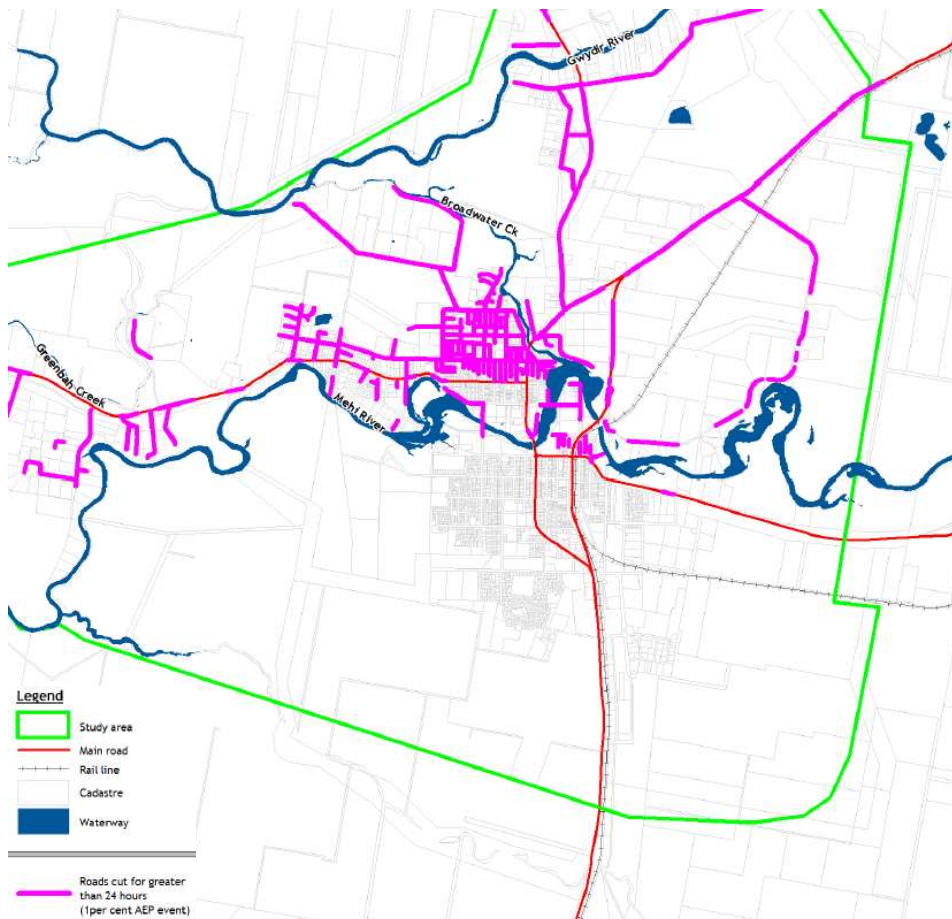 Gwydir River
Broadwater Ck
Greenbah Creek
Mehi River
Legend
Study area
Main road
Rail line
Cadastre
Waterway
Roads cut for greater
than 24 hours
(1per cent AEP event)